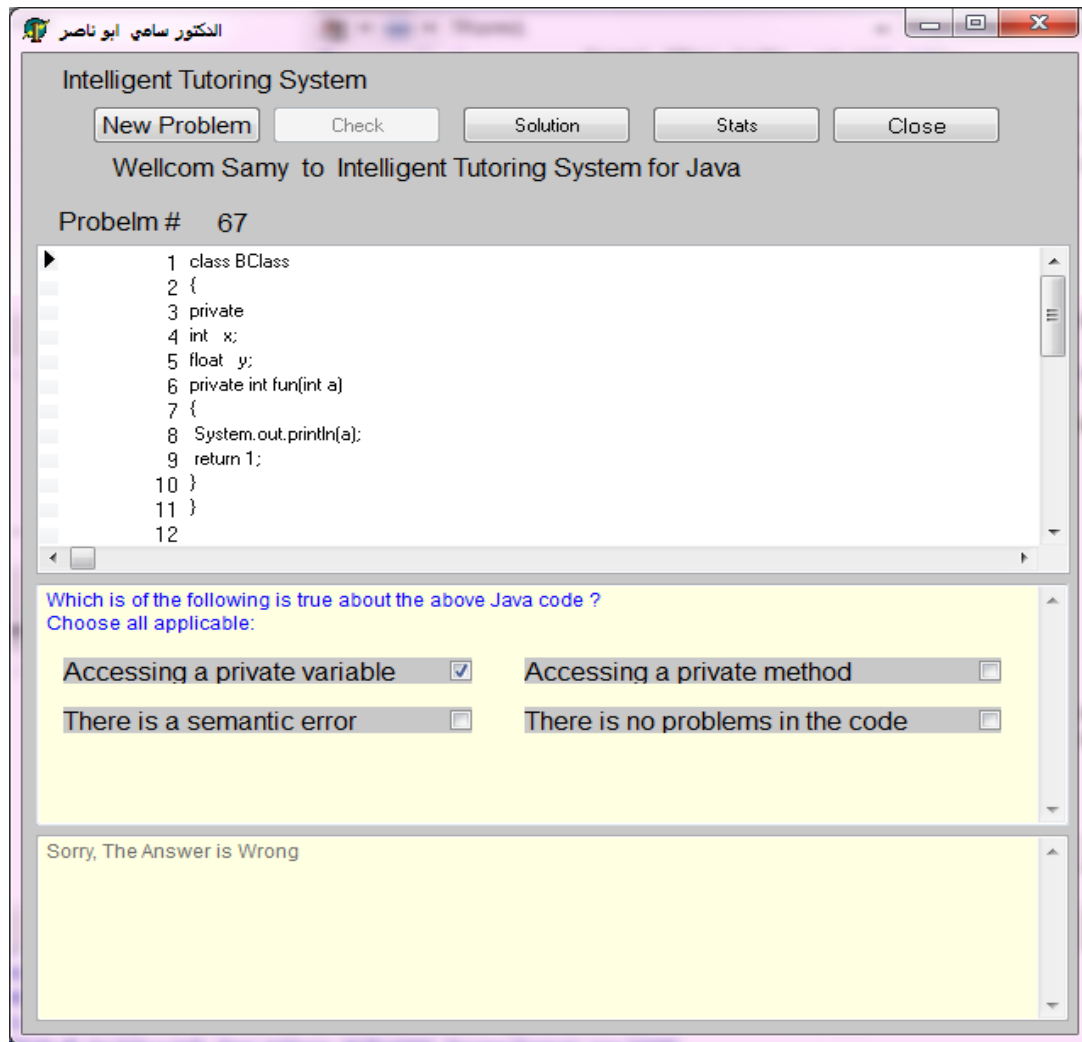 الدكتور سامي ابو ناصر
Intelligent Tutoring System
New Problem Check Solution Stats Close
Wellcom Samy to Intelligent Tutoring System for Java
Probelm # 67
1 class BClass
2 {
3 private
4 int x;
5 float y;
6 private int fun(int a)
7 {
8 System.out.println(a);
9 return 1;
10 }
11 }
12
Which is of the following is true about the above Java code ?
Choose all applicable:
Accessing a private variable Accessing a private method
There is a semantic error There is no problems in the code
Sorry, The Answer is Wrong